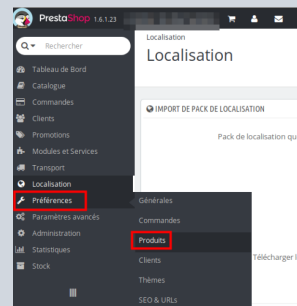 PrestaShop 1.6.1.23
Rechercher
Tableau de Bord
Catalogue
Commandes
Clients
Promotions
Modules et Services
Transport
Localisation
Préférences
Paramètres avancés
Administration
Statistiques
Stock
Localisation
Localisation
IMPORT DE PACK DE LOCALISATION
Pack de localisation qu
Télécharger l
Générales
Commandes
Produits
Clients
Thèmes
SEO & URLs